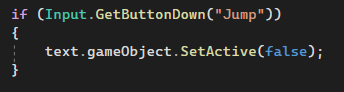 if (Input.GetButtonDown("Jump"))
{
    text.gameObject.SetActive(false);
}